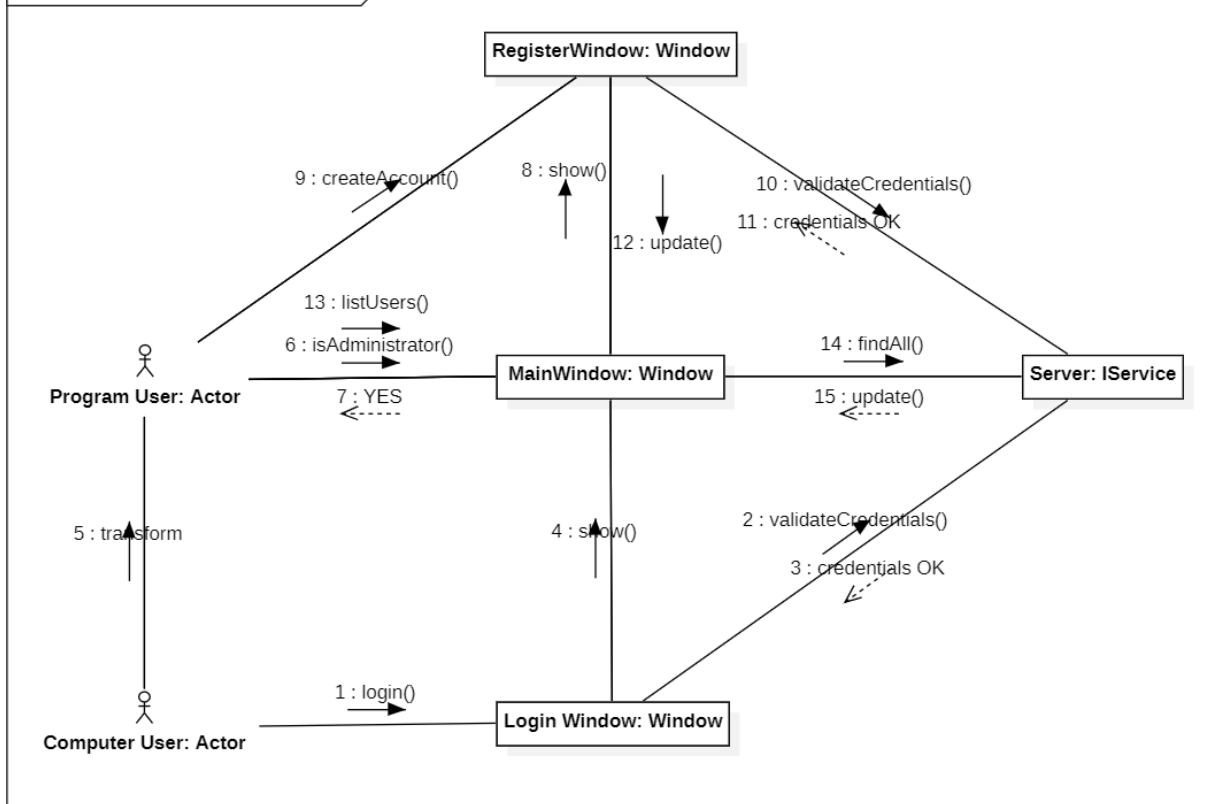 RegisterWindow: Window
9 : createAccount()
8 : show()
10 : validateCredentials()
11 : credentials OK
12 : update()
13 : listUsers()
6 : isAdministrator()
14 : findAll()
Program User: Actor
MainWindow: Window
Server: IService
7 : YES
15 : update()
5 : transform
4 : show()
2 : validateCredentials()
3 : credentials OK
1 : login()
Login Window: Window
Computer User: Actor